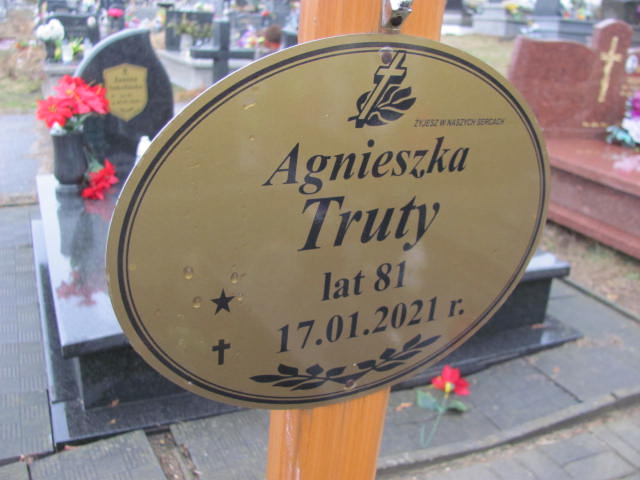 ŻYJESZ W NASZYCH SERCACH
Agnieszka
Truty
lat 81
17.01.2021 r.